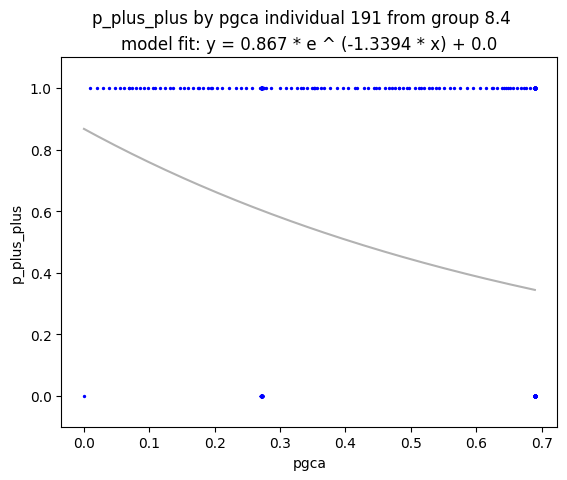 p_plus_plus by pgca individual 191 from group 8.4
model fit: y = 0.867 * e ^ (-1.3394 * x) + 0.0
1.0
0.8
0.6
0.4
0.2
0.0
p_plus_plus
0.0 0.1 0.2 0.3 0.4 0.5 0.6 0.7
pgca